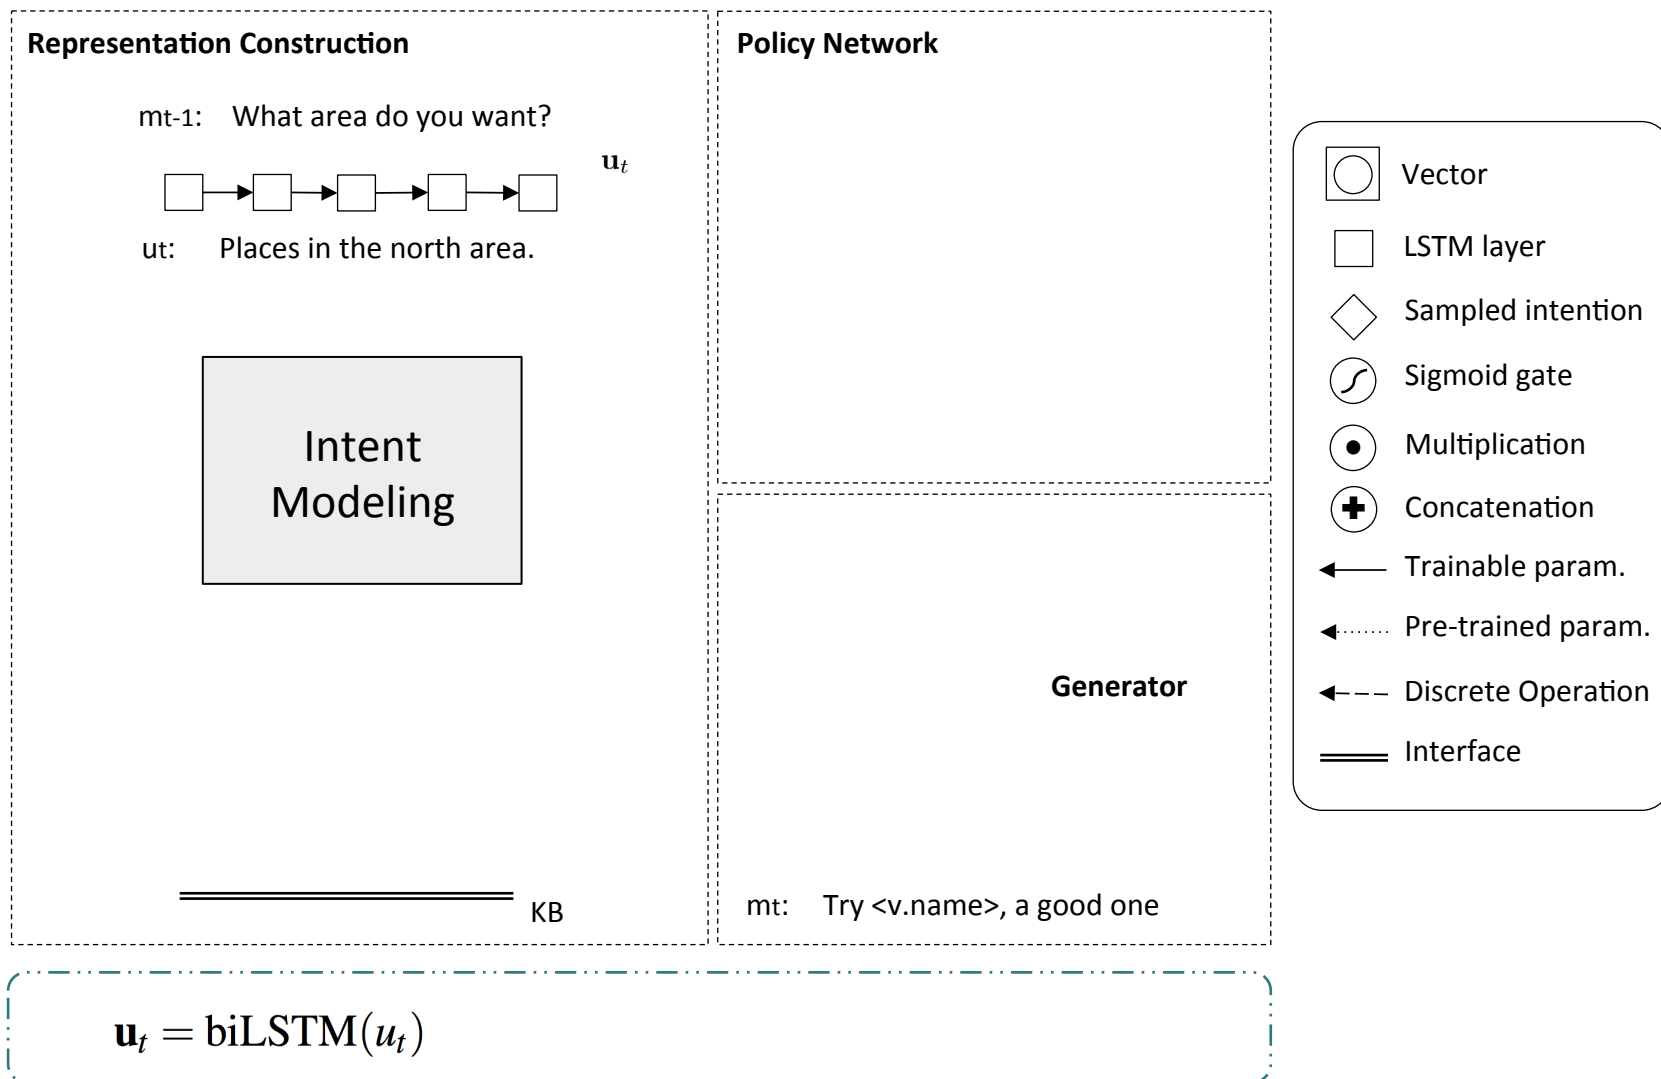 Representation Construction
mt-1: What area do you want?
𝐮ₜ
ut: Places in the north area.
Intent
Modeling
KB
Policy Network
Generator
mt: Try <v.name>, a good one
Vector
LSTM layer
Sampled intention
Sigmoid gate
Multiplication
Concatenation
Trainable param.
Pre-trained param.
Discrete Operation
Interface
𝐮ₜ = biLSTM(uₜ)